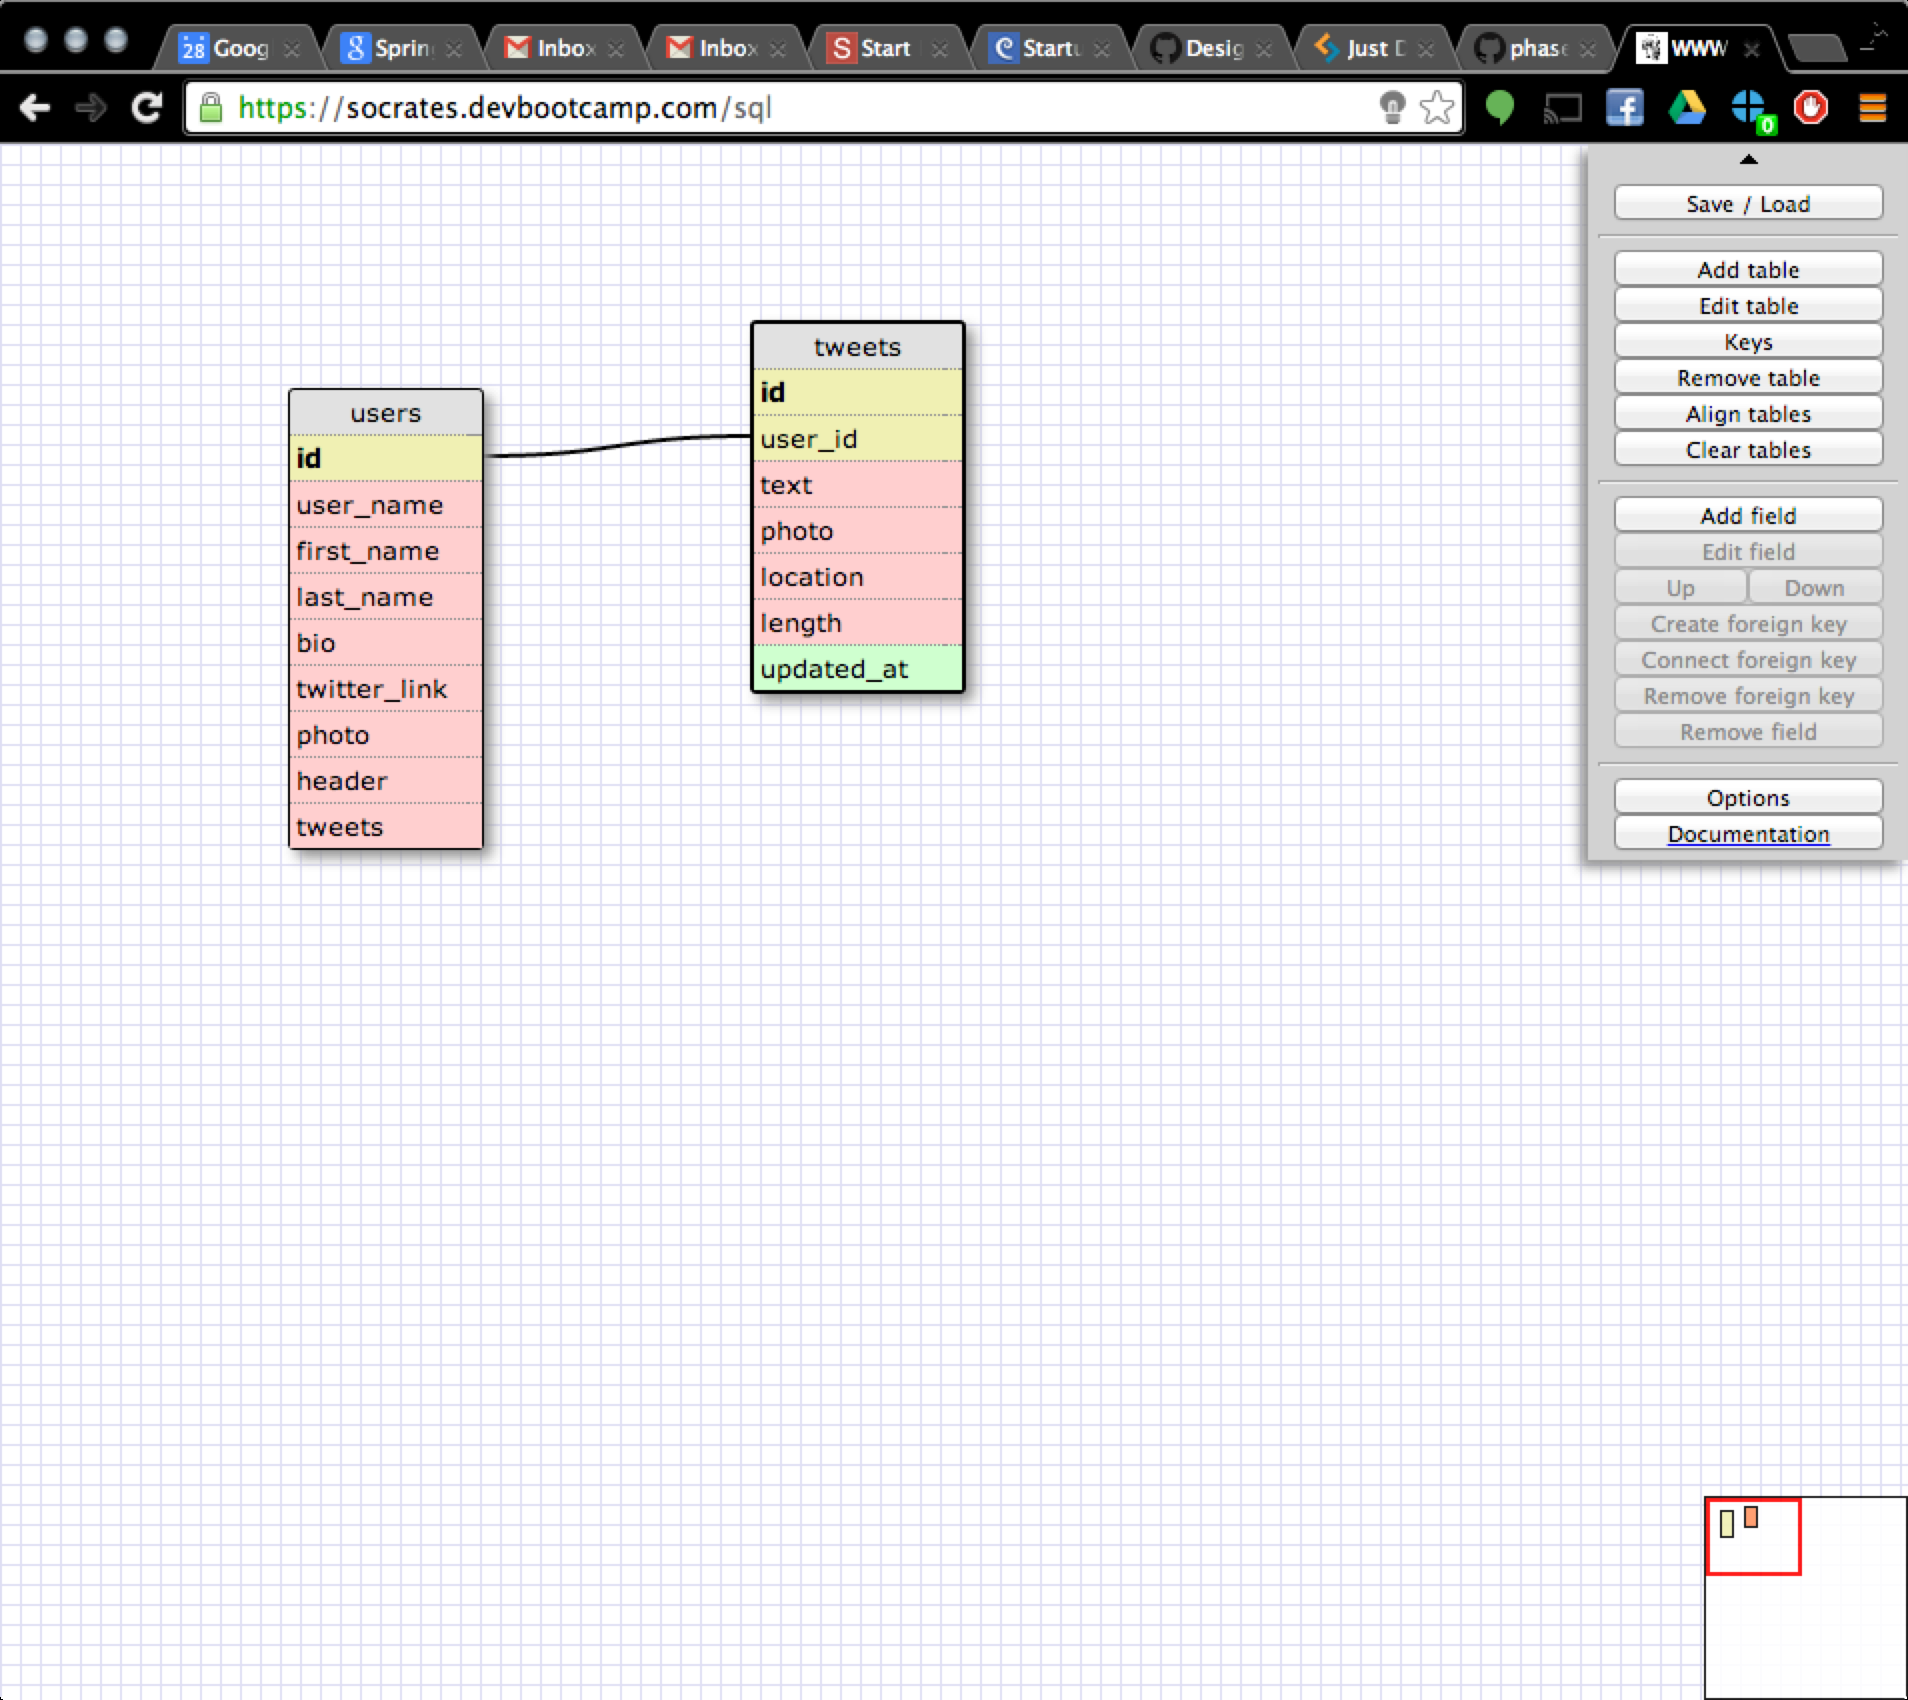 28 Goog
g Sprin
Inbox
Inbox
S Start
Startu
Desig
Just D
phase
WWW
https://socrates.devbootcamp.com/sql
0
Save / Load
Add table
Edit table
Keys
Remove table
Align tables
Clear tables
Add field
Edit field
Up Down
Create foreign key
Connect foreign key
Remove foreign key
Remove field
Options
Documentation
users
id
user_name
first_name
last_name
bio
twitter_link
photo
header
tweets
tweets
id
user_id
text
photo
location
length
updated_at